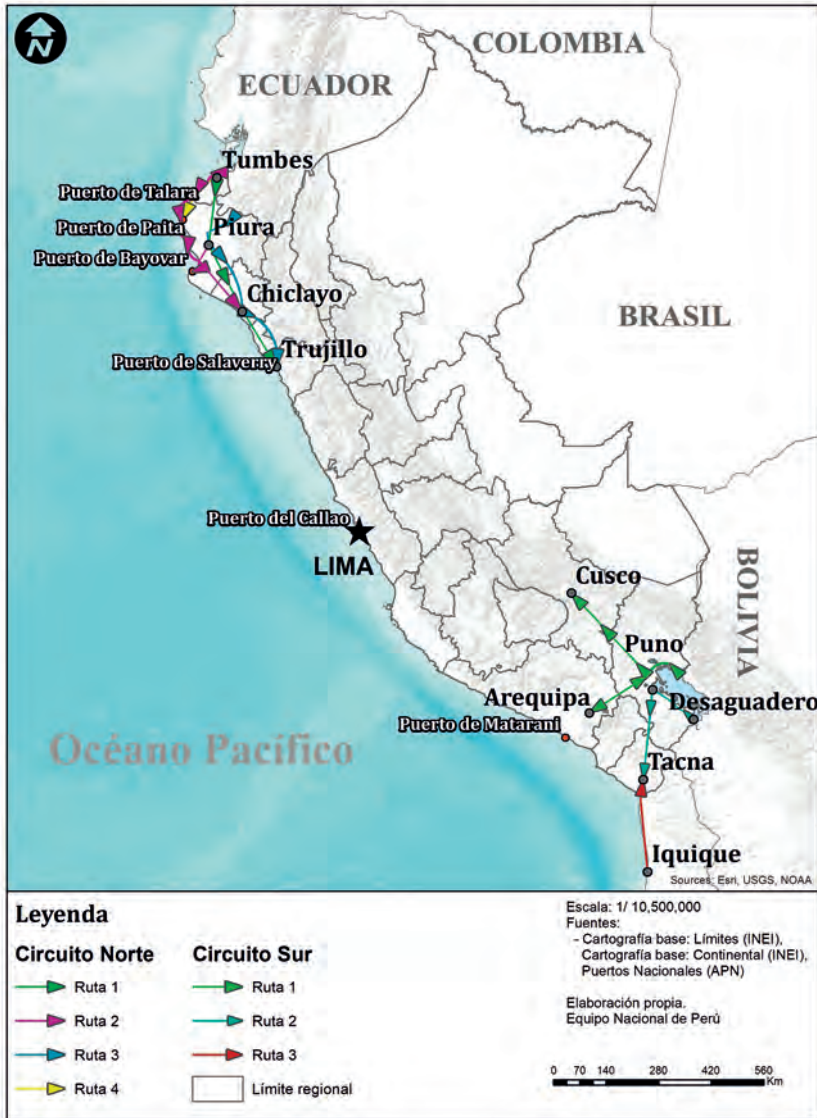 N
COLOMBIA
ECUADOR
Tumbes
Puerto de Talara
Puerto de Paita
Piura
Puerto de Bayovar
Chiclayo
BRASIL
Trujillo
Puerto de Salaverry
Puerto del Callao
LIMA
BOLIVIA
Cusco
Puno
Arequipa
Desaguadero
Puerto de Matarani
Océano Pacífico
Tacna
Iquique
Sources: Esri, USGS, NOAA
Leyenda
Circuito Norte
Ruta 1
Ruta 2
Ruta 3
Ruta 4
Circuito Sur
Ruta 1
Ruta 2
Ruta 3
Límite regional
Escala: 1/ 10,500,000
Fuentes:
- Cartografía base: Límites (INEI),
Cartografía base: Continental (INEI),
Puertos Nacionales (APN)
Elaboración propia.
Equipo Nacional de Perú
0 70 140 280 420 560
Km